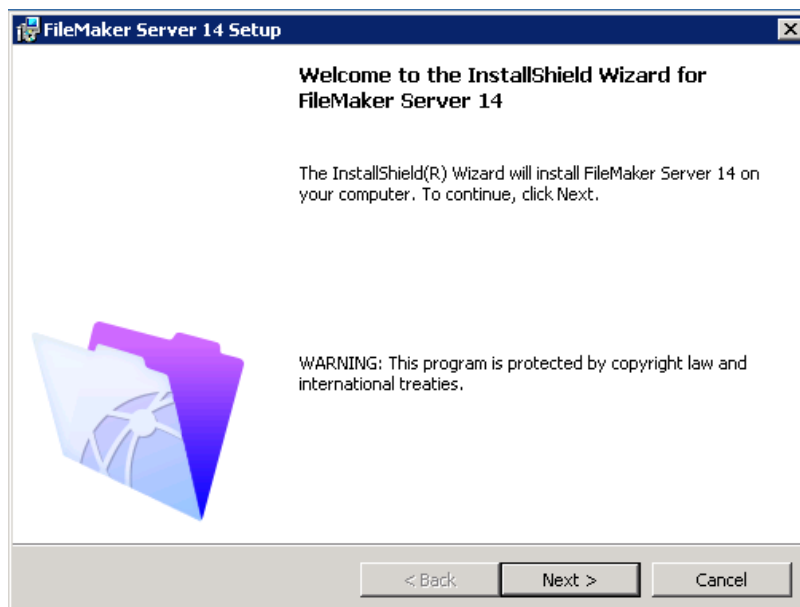 FileMaker Server 14 Setup
Welcome to the InstallShield Wizard for
FileMaker Server 14
The InstallShield(R) Wizard will install FileMaker Server 14 on
your computer. To continue, click Next.
WARNING: This program is protected by copyright law and
international treaties.
< Back
Next >
Cancel